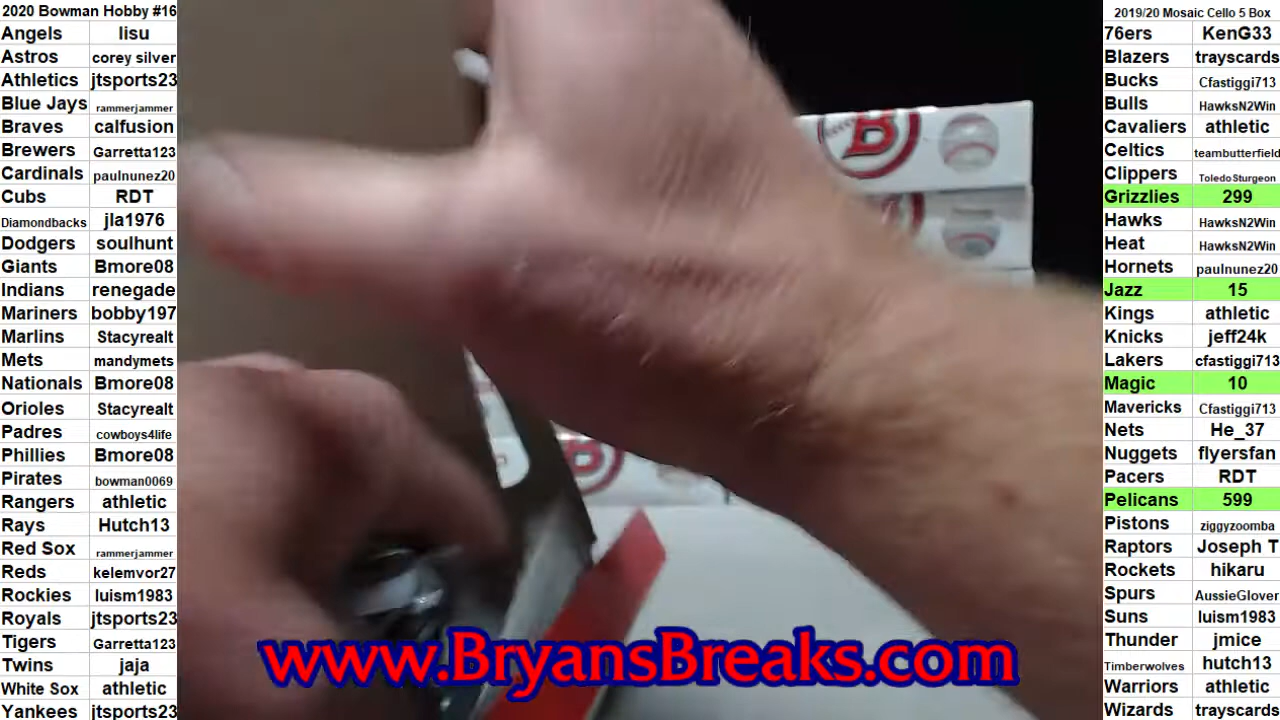 2020 Bowman Hobby #16
Angels lisu
Astros corey silver
Athletics jtsports23
Blue Jays rammerjammer
Braves calfusion
Brewers Garretta123
Cardinals paulnunez20
Cubs RDT
Diamondbacks jla1976
Dodgers soulhunt
Giants Bmore08
Indians renegade
Mariners bobby197
Marlins Stacyrealt
Mets mandymets
Nationals Bmore08
Orioles Stacyrealt
Padres cowboys4life
Phillies Bmore08
Pirates bowman0069
Rangers athletic
Rays Hutch13
Red Sox rammerjammer
Reds kelemvor27
Rockies luism1983
Royals jtsports23
Tigers Garretta123
Twins jaja
White Sox athletic
Yankees jtsports23
B
B
www.BryansBreaks.com
2019/20 Mosaic Cello 5 Box
76ers KenG33
Blazers trayscards
Bucks Cfastiggi713
Bulls HawksN2Win
Cavaliers athletic
Celtics teambutterfield
Clippers ToledoSturgeon
Grizzlies 299
Hawks HawksN2Win
Heat HawksN2Win
Hornets paulnunez20
Jazz 15
Kings athletic
Knicks jeff24k
Lakers cfastiggi713
Magic 10
Mavericks Cfastiggi713
Nets He_37
Nuggets flyersfan
Pacers RDT
Pelicans 599
Pistons ziggyzoomba
Raptors Joseph T
Rockets hikaru
Spurs AussieGlover
Suns luism1983
Thunder jmice
Timberwolves hutch13
Warriors athletic
Wizards trayscards